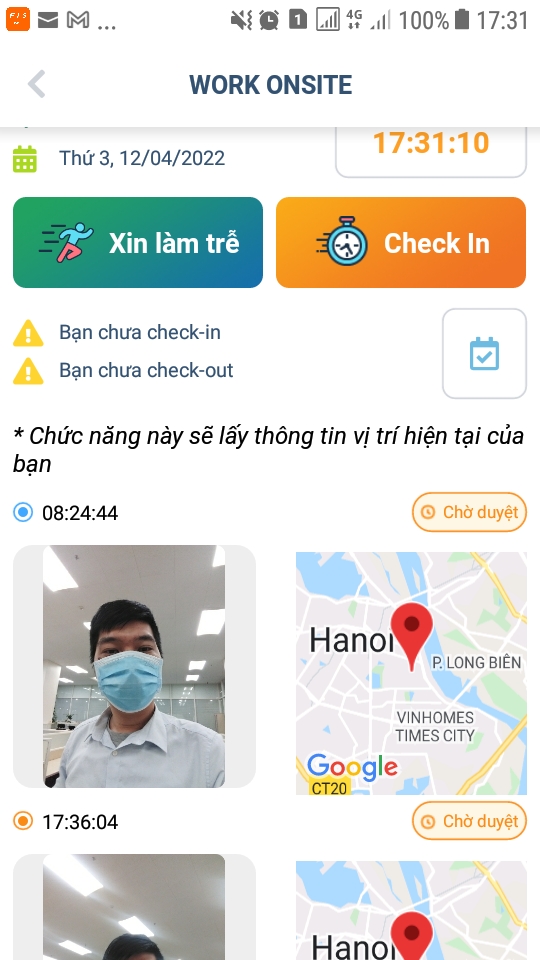 FIS
...
1
4G
100%
17:31
WORK ONSITE
17:31:10
Thứ 3, 12/04/2022
Xin làm trễ
Check In
Bạn chưa check-in
Bạn chưa check-out
* Chức năng này sẽ lấy thông tin vị trí hiện tại của
bạn
08:24:44
Chờ duyệt
Hanoi
P. LONG BIÊN
VINHOMES
TIMES CITY
Google
CT20
17:36:04
Chờ duyệt
Hanoi